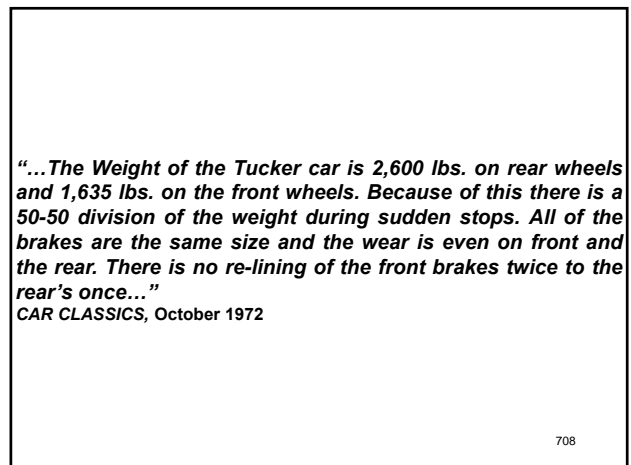 “…The Weight of the Tucker car is 2,600 lbs. on rear wheels
and 1,635 lbs. on the front wheels. Because of this there is a
50-50 division of the weight during sudden stops. All of the
brakes are the same size and the wear is even on front and
the rear. There is no re-lining of the front brakes twice to the
rear’s once…”
CAR CLASSICS, October 1972
708